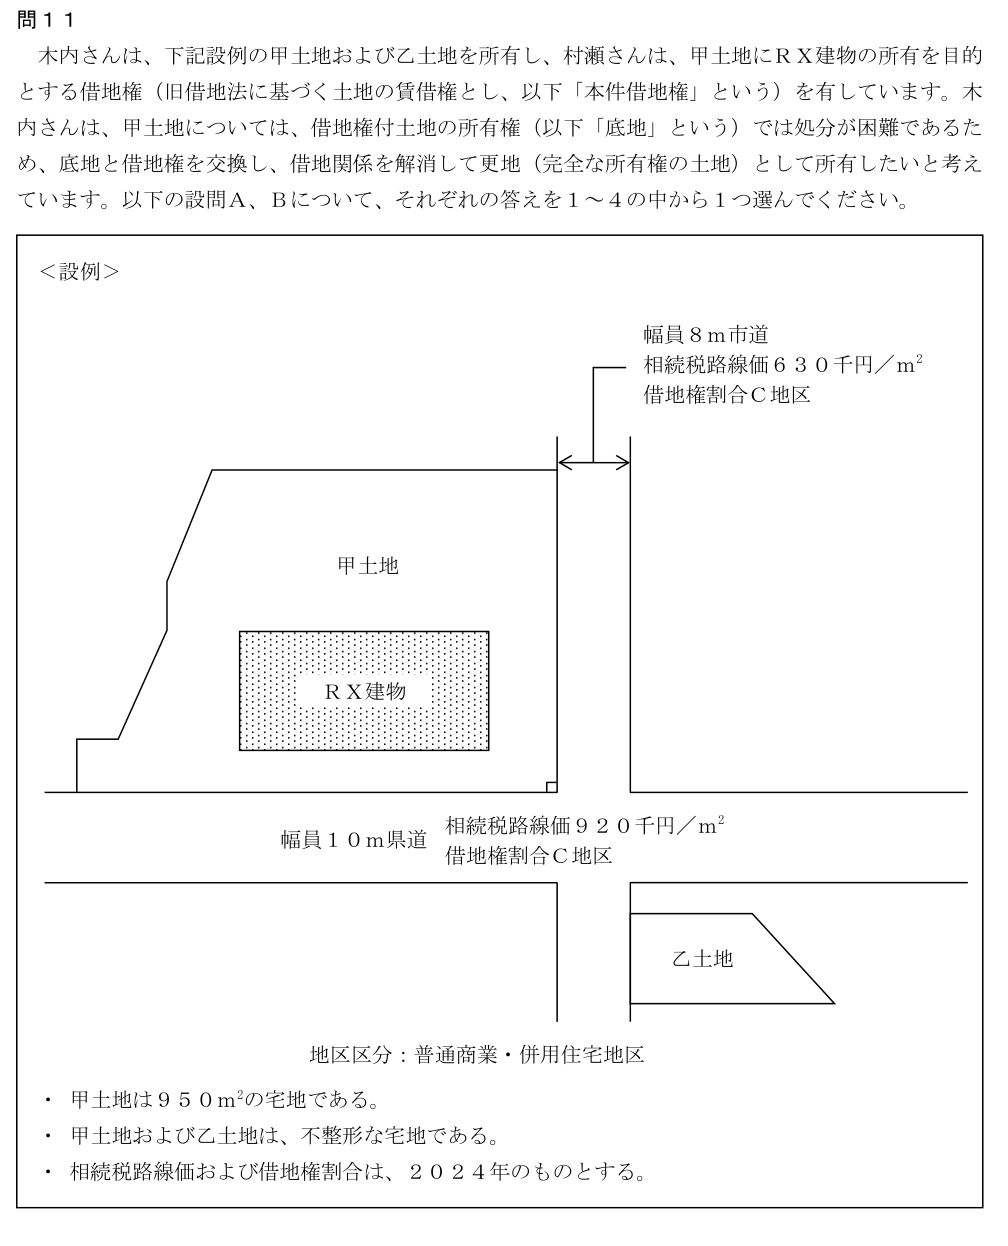 問１１
木内さんは、下記設例の甲土地および乙土地を所有し、村瀬さんは、甲土地にＲＸ建物の所有を目的
とする借地権（旧借地法に基づく土地の賃借権とし、以下「本件借地権」という）を有しています。木
内さんは、甲土地については、借地権付土地の所有権（以下「底地」という）では処分が困難であるた
め、底地と借地権を交換し、借地関係を解消して更地（完全な所有権の土地）として所有したいと考え
ています。以下の設問Ａ、Ｂについて、それぞれの答えを１～４の中から１つ選んでください。
＜設例＞
幅員８ｍ市道
相続税路線価６３０千円／ｍ²
借地権割合Ｃ地区
甲土地
ＲＸ建物
幅員１０ｍ県道
相続税路線価９２０千円／ｍ²
借地権割合Ｃ地区
乙土地
地区区分：普通商業・併用住宅地区
・ 甲土地は９５０ｍ²の宅地である。
・ 甲土地および乙土地は、不整形な宅地である。
・ 相続税路線価および借地権割合は、２０２４年のものとする。